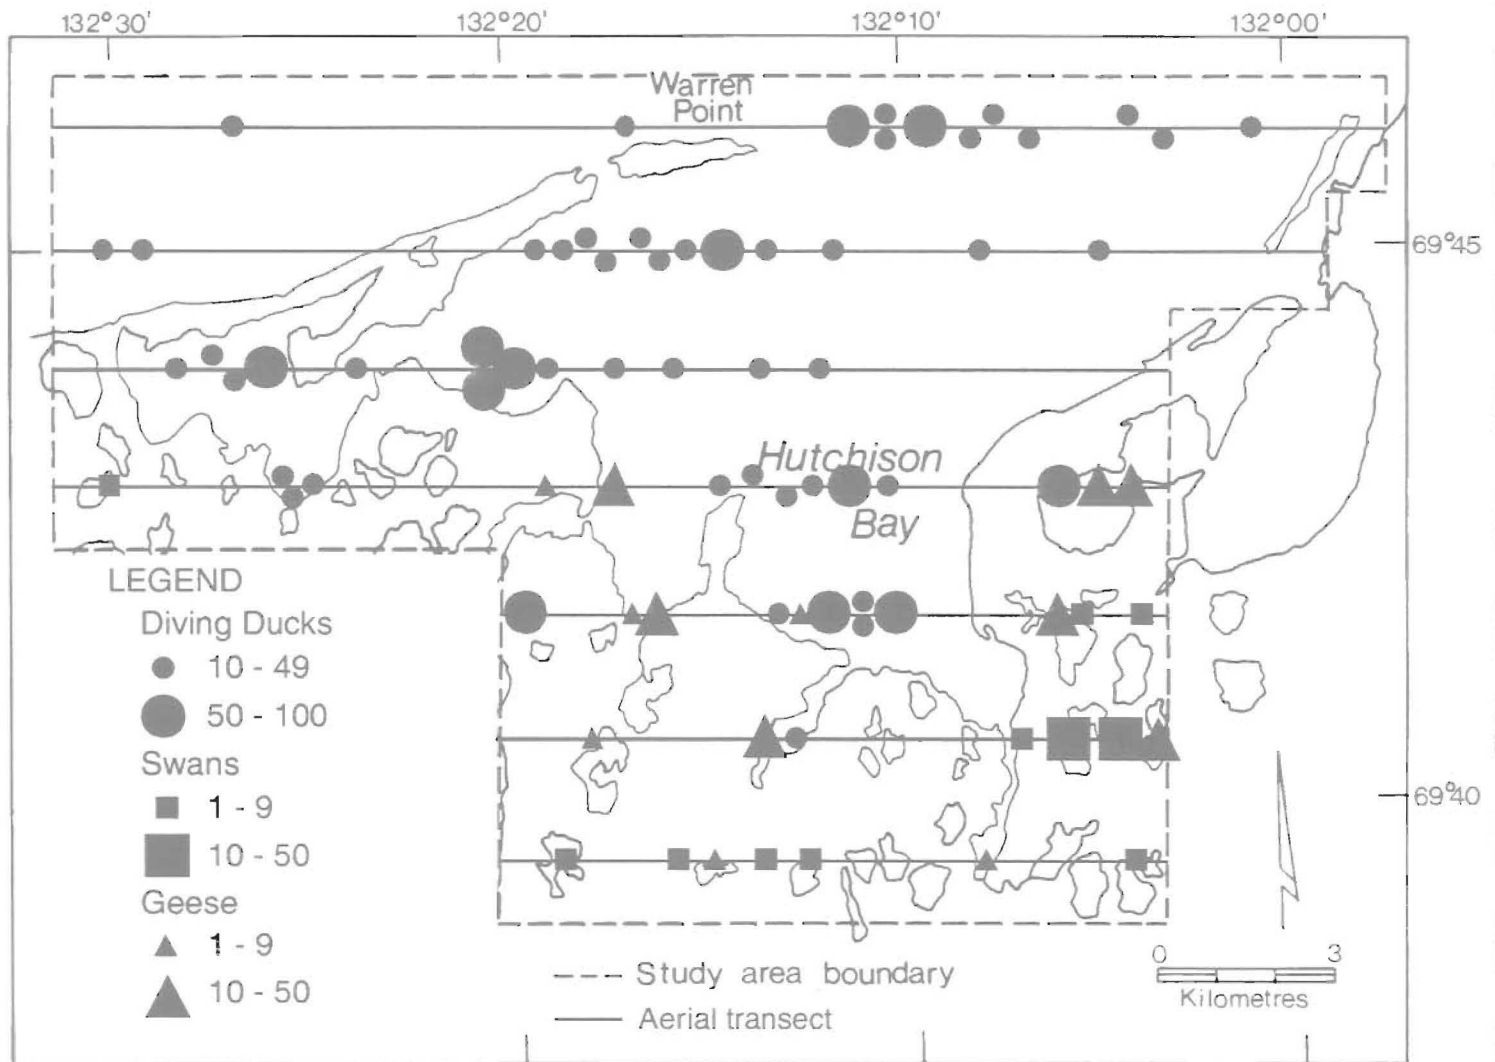 132°30' 132°20' 132°10' 132°00'
Warren
Point
69°45
Hutchison
Bay
LEGEND
Diving Ducks
10 - 49
50 - 100
Swans
1 - 9
10 - 50
Geese
1 - 9
10 - 50
Study area boundary
Aerial transect
69°40
0 3
Kilometres